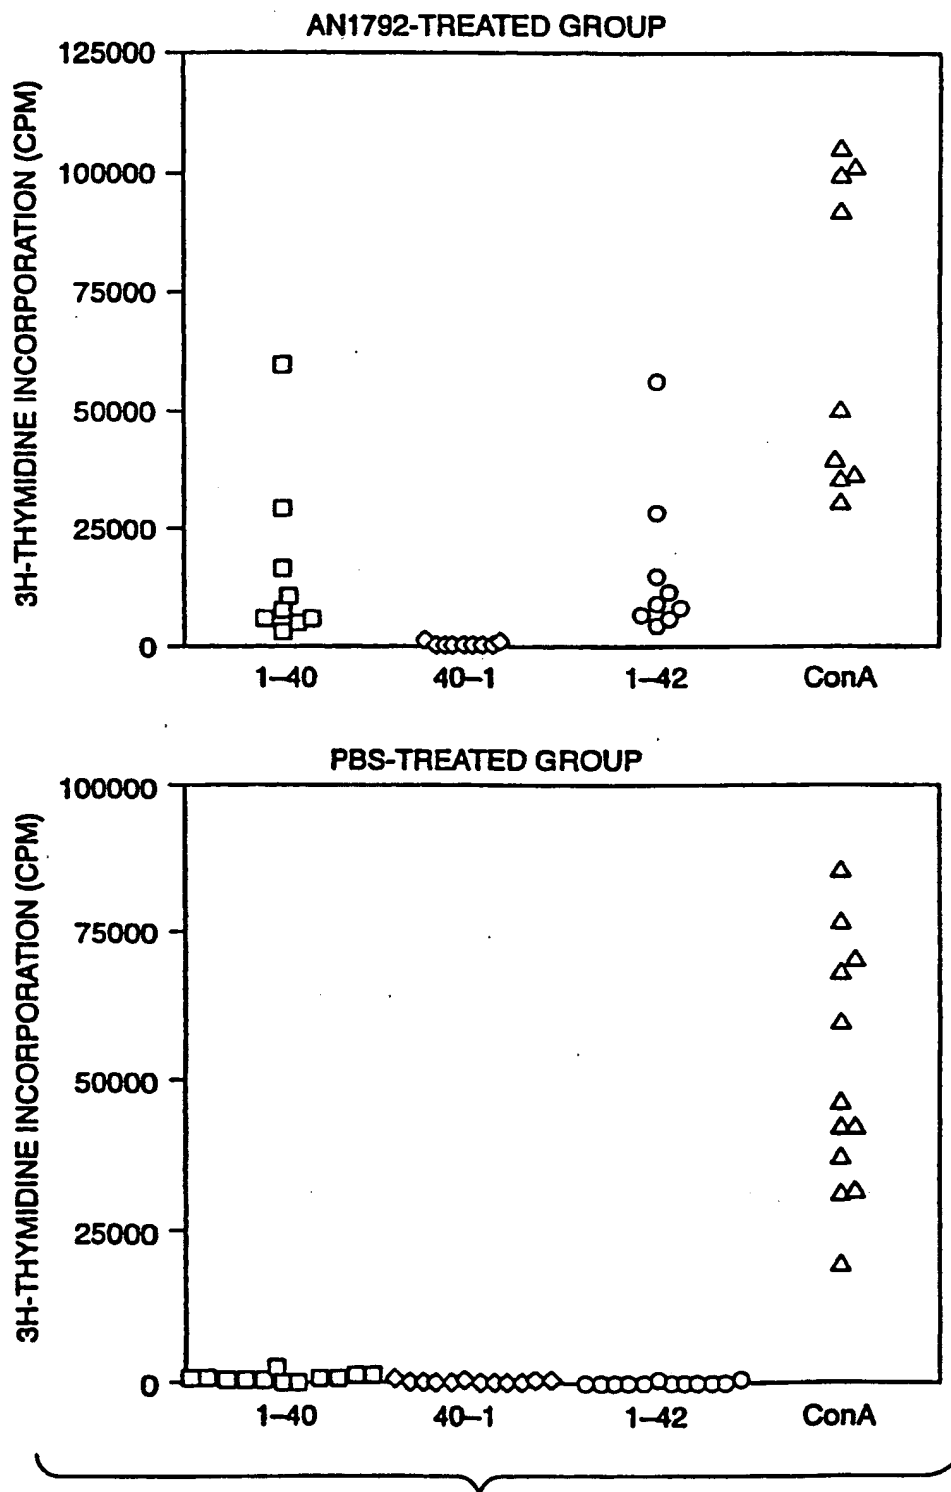 AN1792-TREATED GROUP
3H-THYMIDINE INCORPORATION (CPM)
125000
100000
75000
50000
25000
0
1–40 40–1 1–42 ConA
PBS-TREATED GROUP
3H-THYMIDINE INCORPORATION (CPM)
100000
75000
50000
25000
0
1–40 40–1 1–42 ConA